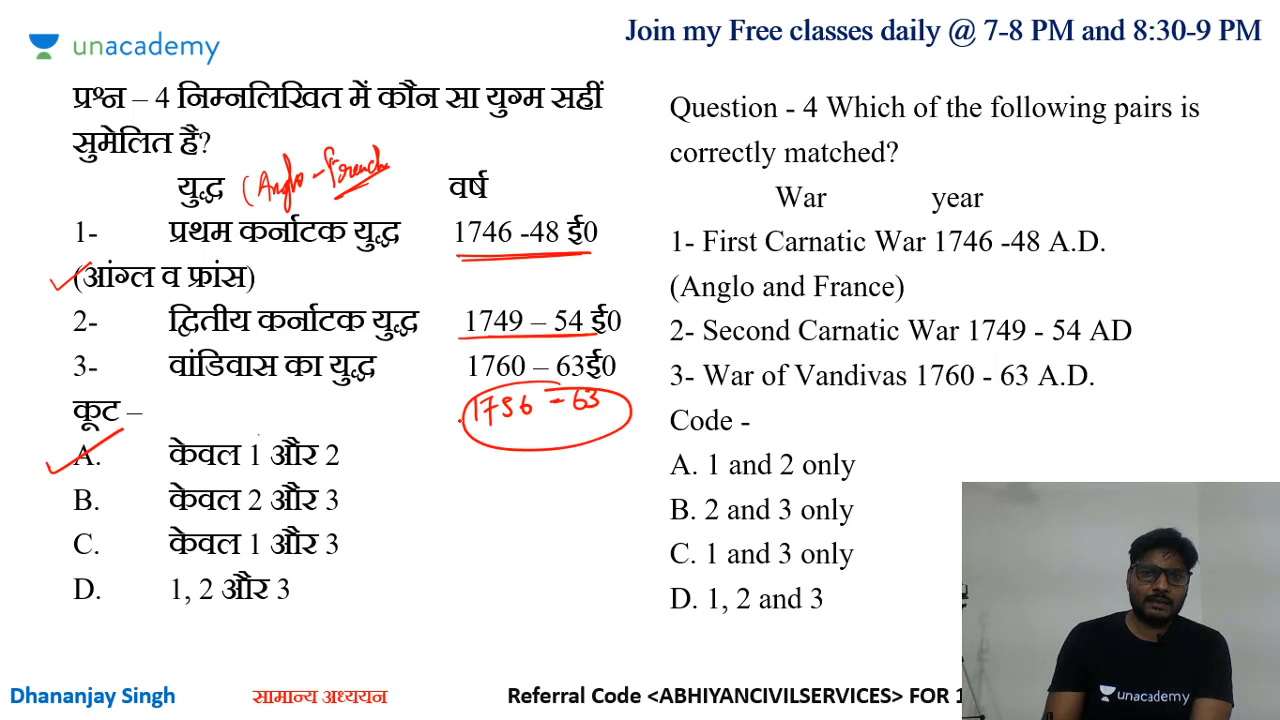 unacademy
Join my Free classes daily @ 7-8 PM and 8:30-9 PM
प्रश्न – 4 निम्नलिखित में कौन सा युग्म सहीं
सुमेलित है?
युद्ध (Anglo - French वर्ष
1- प्रथम कर्नाटक युद्ध 1746 -48 ई0
(आंग्ल व फ्रांस)
2- द्वितीय कर्नाटक युद्ध 1749 – 54 ई0
3- वांडिवास का युद्ध 1760 – 63ई0
1756 - 63
कूट –
A. केवल 1 और 2
B. केवल 2 और 3
C. केवल 1 और 3
D. 1, 2 और 3
Question - 4 Which of the following pairs is
correctly matched?
War year
1- First Carnatic War 1746 -48 A.D.
(Anglo and France)
2- Second Carnatic War 1749 - 54 AD
3- War of Vandivas 1760 - 63 A.D.
Code -
A. 1 and 2 only
B. 2 and 3 only
C. 1 and 3 only
D. 1, 2 and 3
unacademy
Dhananjay Singh सामान्य अध्ययन Referral Code <ABHIYANCIVILSERVICES> FOR 1